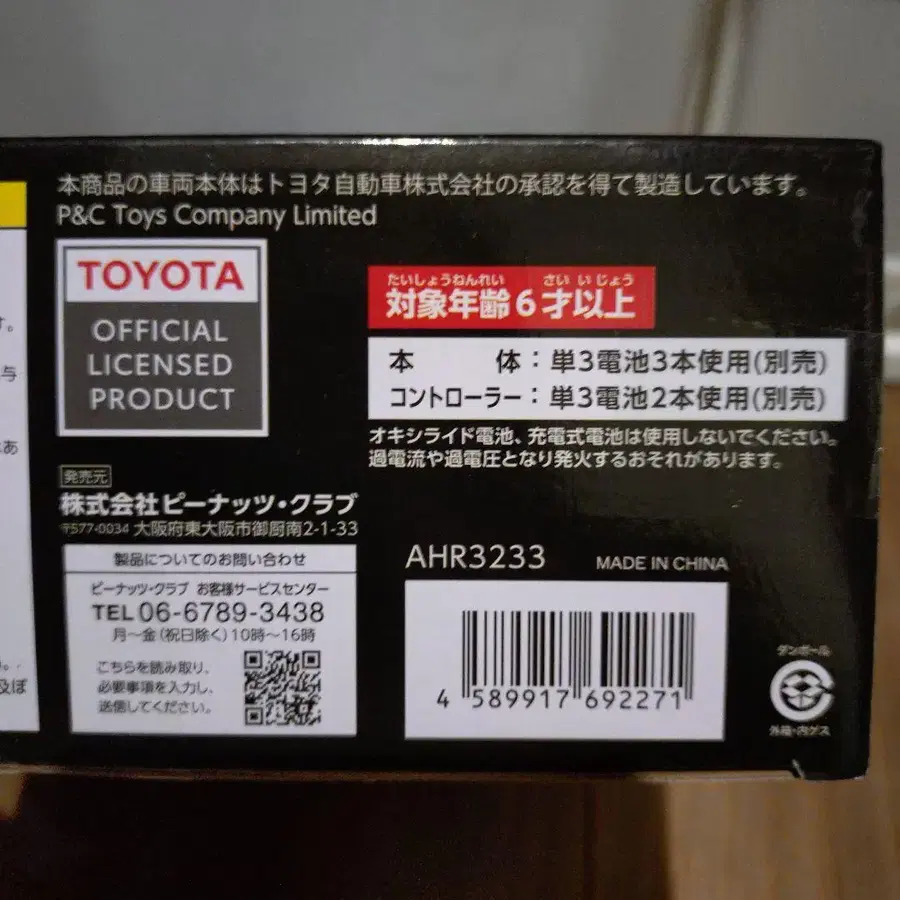 本商品の車両本体はトヨタ自動車株式会社の承認を得て製造しています。
P&C Toys Company Limited
TOYOTA
OFFICIAL
LICENSED
PRODUCT
たいしょうねんれい さい いじょう
対象年齢6才以上
本 体:単3電池3本使用(別売)
コントローラー:単3電池2本使用(別売)
オキシライド電池、充電式電池は使用しないでください。
過電流や過電圧となり発火するおそれがあります。
発売元
株式会社ピーナッツ・クラブ
〒577-0034 大阪府東大阪市御厨南2-1-33
製品についてのお問い合わせ
ピーナッツ・クラブ お客様サービスセンター
TEL06-6789-3438
月~金(祝日除く)10時~16時
こちらを読み取り、
必要事項を入力し、
送信してください。
AHR3233
MADE IN CHINA
4 589917 692271
ダンボール
外箱・内ゲス
す。
与
あ
。
及ぼ